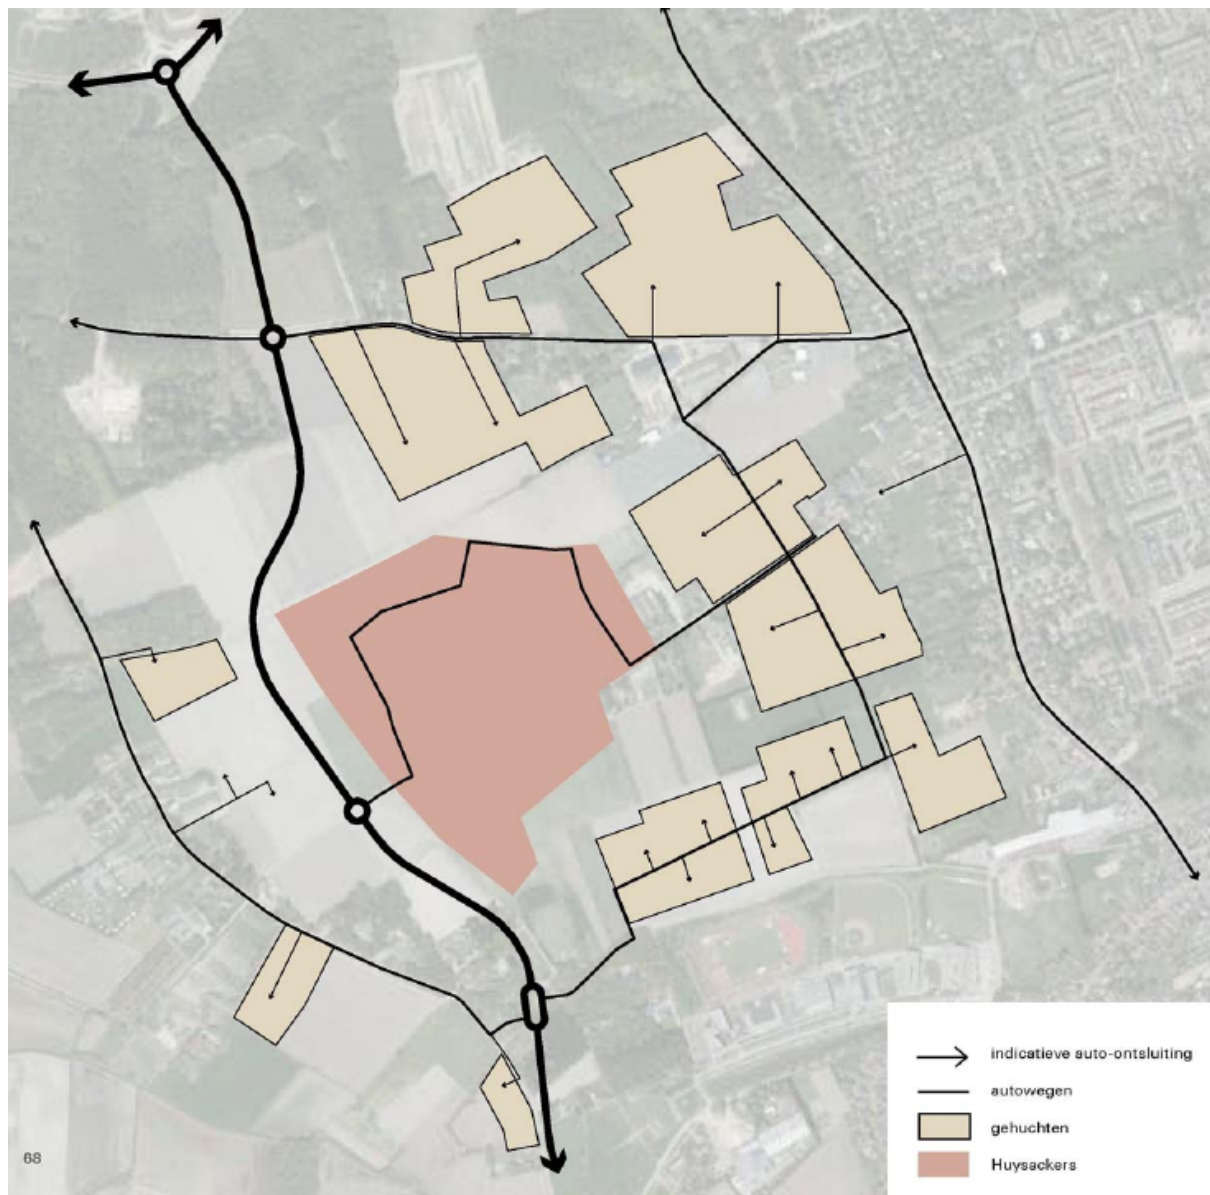 indicatieve auto-ontsluiting
autowegen
gehuchten
Huysackers
68